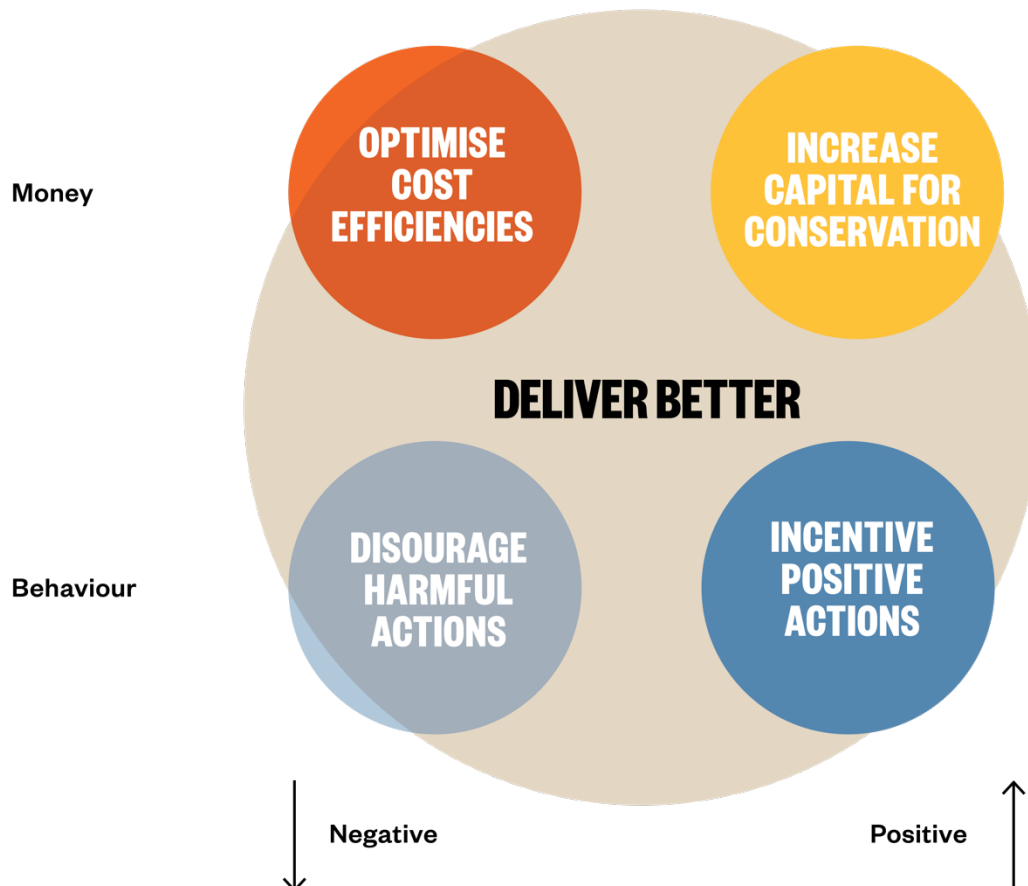 Money
OPTIMISE
COST
EFFICIENCIES
INCREASE
CAPITAL FOR
CONSERVATION
DELIVER BETTER
Behaviour
DISOURAGE
HARMFUL
ACTIONS
INCENTIVE
POSITIVE
ACTIONS
Negative
Positive